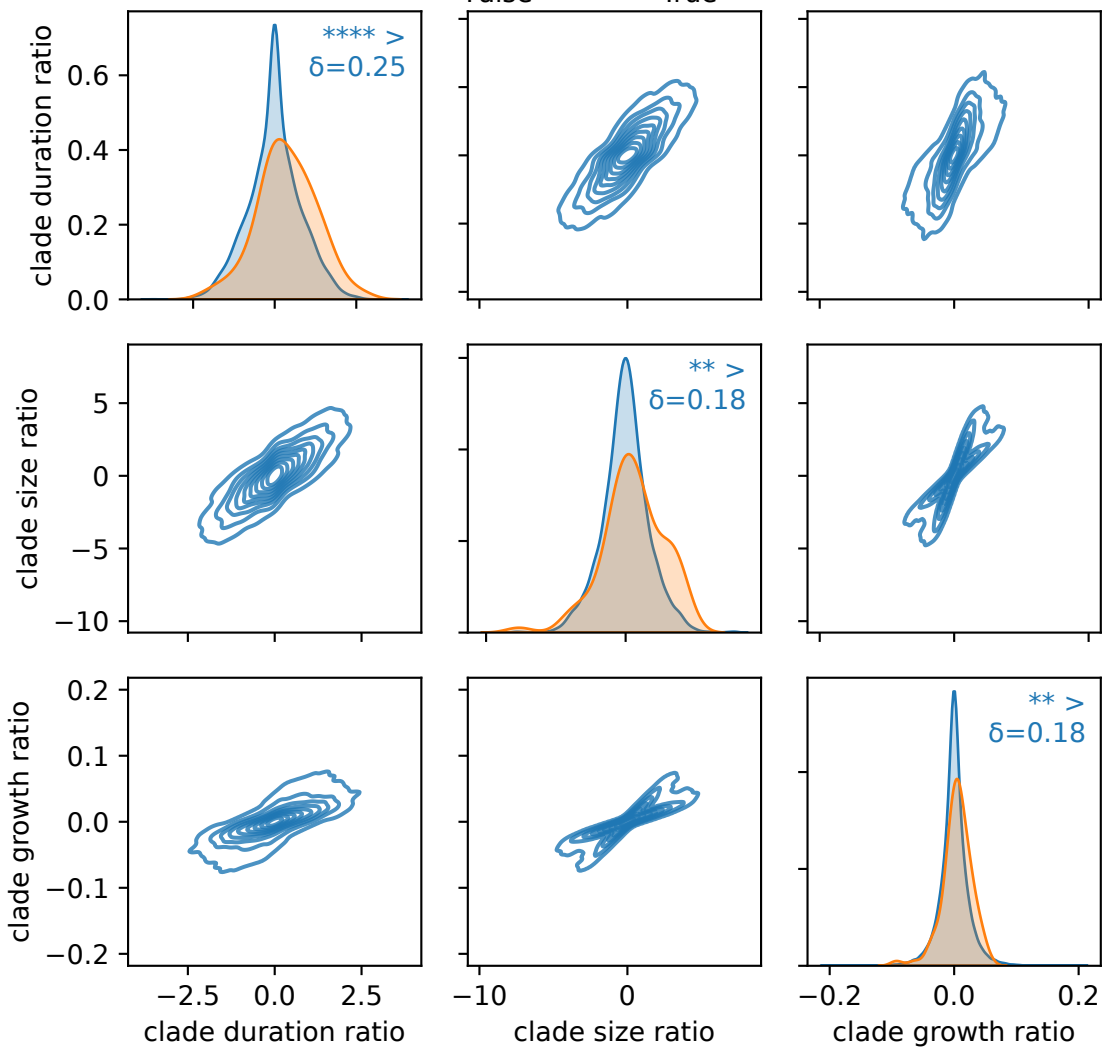 False True
**** >
δ=0.25
clade duration ratio
0.6
0.4
0.2
0.0
** >
δ=0.18
clade size ratio
5
0
−5
−10
** >
δ=0.18
clade growth ratio
0.2
0.1
0.0
−0.1
−0.2
−2.5 0.0 2.5
−10 0
−0.2 0.0 0.2
clade duration ratio
clade size ratio
clade growth ratio